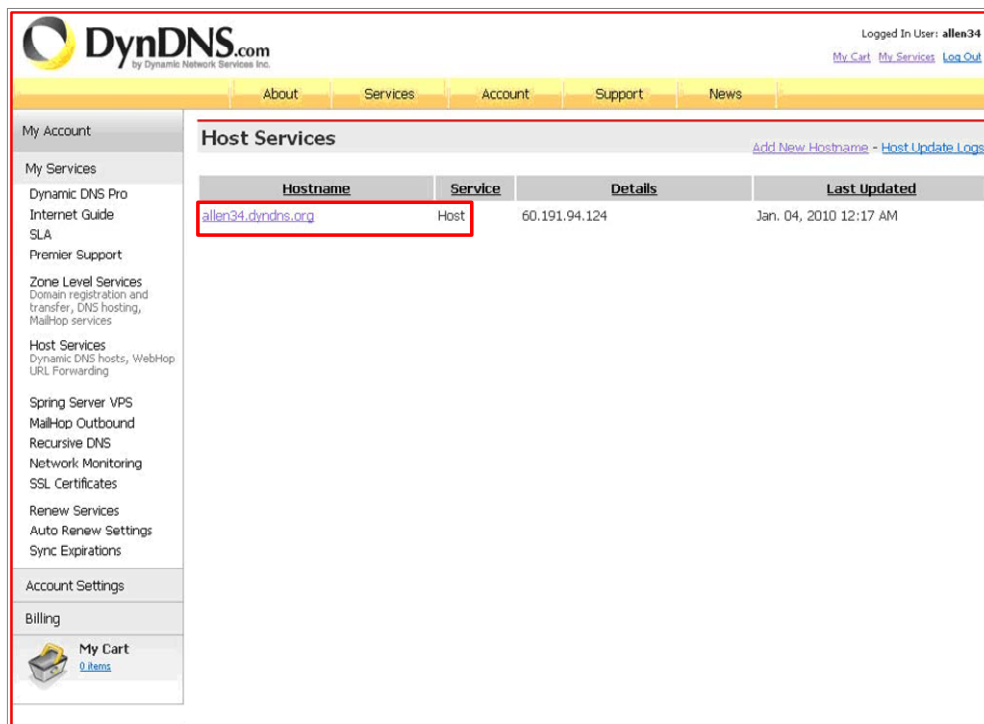 DynDNS.com
by Dynamic Network Services Inc.
Logged In User: allen34
My Cart My Services Log Out
About Services Account Support News
My Account
My Services
Dynamic DNS Pro
Internet Guide
SLA
Premier Support
Zone Level Services
Domain registration and
transfer, DNS hosting,
MailHop services
Host Services
Dynamic DNS hosts, WebHop
URL Forwarding
Spring Server VPS
MailHop Outbound
Recursive DNS
Network Monitoring
SSL Certificates
Renew Services
Auto Renew Settings
Sync Expirations
Account Settings
Billing
My Cart
0 items
Host Services
Add New Hostname - Host Update Logs
Hostname Service Details Last Updated
allen34.dyndns.org Host 60.191.94.124 Jan. 04, 2010 12:17 AM